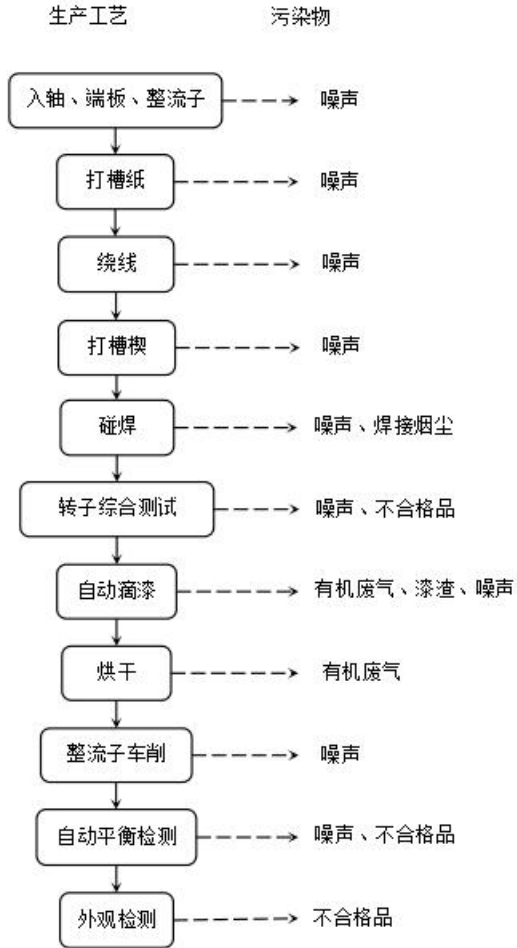 生产工艺 污染物
入轴、端板、整流子 噪声
打槽纸 噪声
绕线 噪声
打槽楔 噪声
碰焊 噪声、焊接烟尘
转子综合测试 噪声、不合格品
自动滴漆 有机废气、漆渣、噪声
烘干 有机废气
整流子车削 噪声
自动平衡检测 噪声、不合格品
外观检测 不合格品